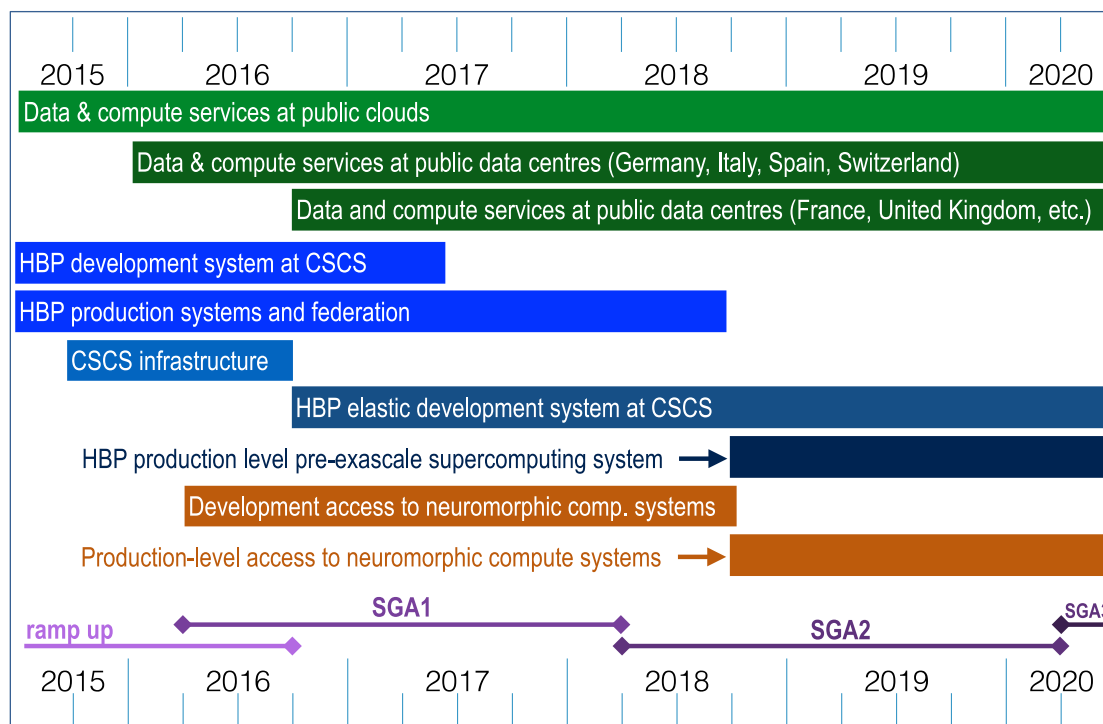 2015 2016 2017 2018 2019 2020
Data & compute services at public clouds
Data & compute services at public data centres (Germany, Italy, Spain, Switzerland)
Data and compute services at public data centres (France, United Kingdom, etc.)
HBP development system at CSCS
HBP production systems and federation
CSCS infrastructure
HBP elastic development system at CSCS
HBP production level pre-exascale supercomputing system
Development access to neuromorphic comp. systems
Production-level access to neuromorphic compute systems
SGA1
SGA3
ramp up
SGA2
2015 2016 2017 2018 2019 2020